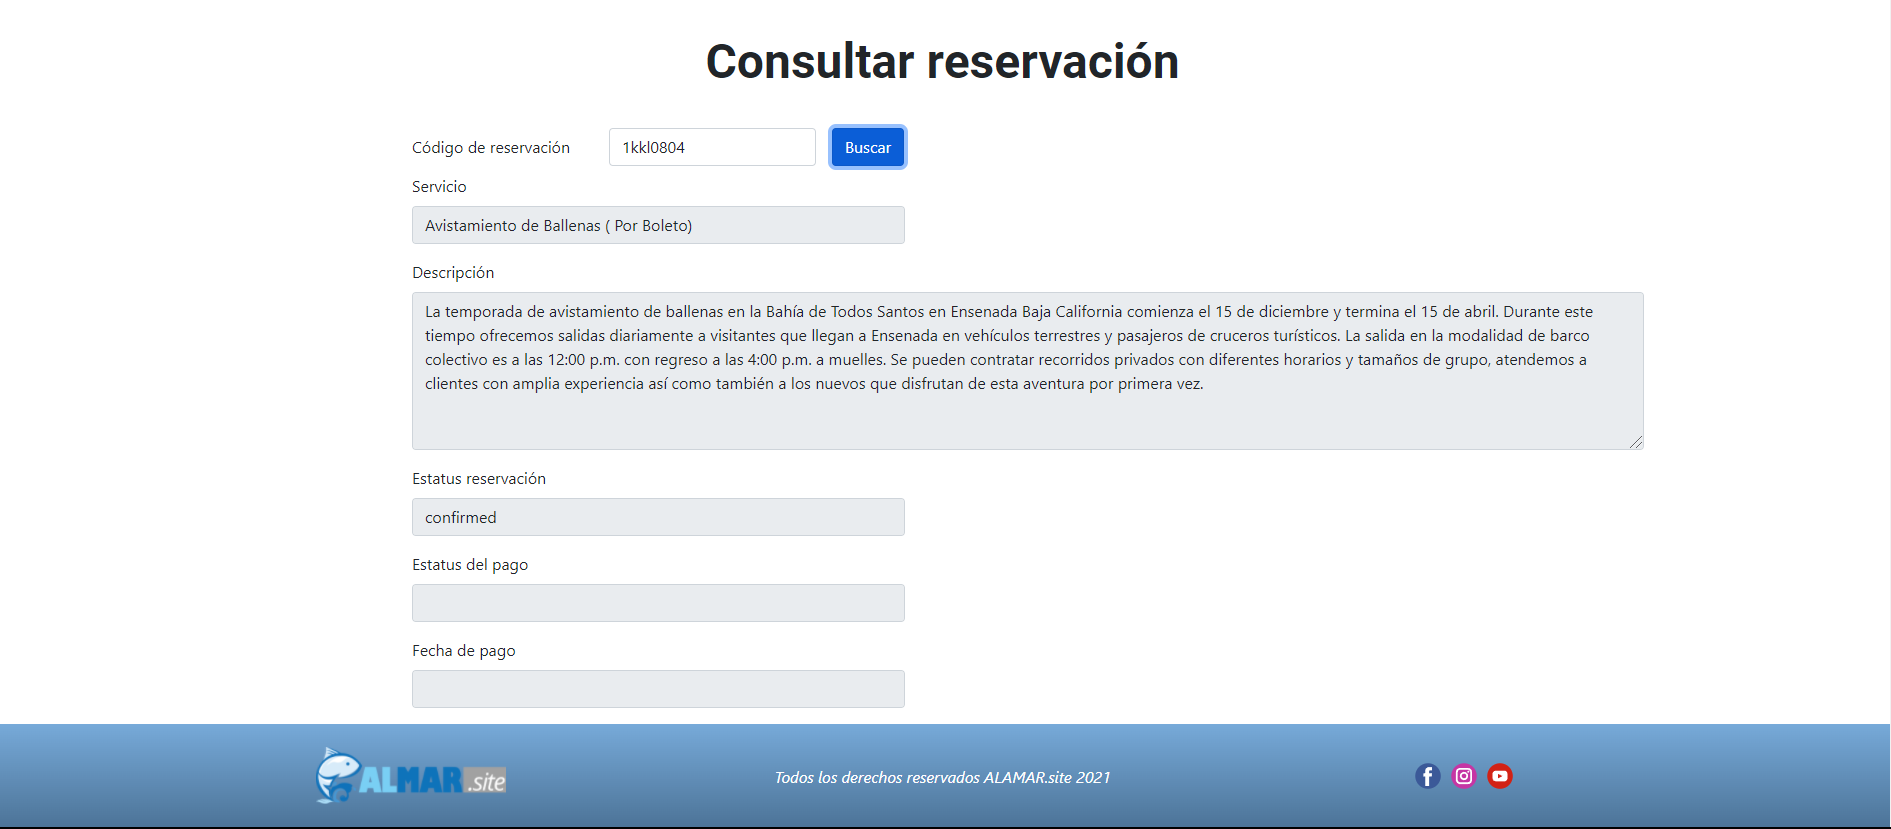 Consultar reservación
Código de reservación
1kkl0804
Buscar
Servicio
Avistamiento de Ballenas ( Por Boleto)
Descripción
La temporada de avistamiento de ballenas en la Bahía de Todos Santos en Ensenada Baja California comienza el 15 de diciembre y termina el 15 de abril. Durante este
tiempo ofrecemos salidas diariamente a visitantes que llegan a Ensenada en vehículos terrestres y pasajeros de cruceros turísticos. La salida en la modalidad de barco
colectivo es a las 12:00 p.m. con regreso a las 4:00 p.m. a muelles. Se pueden contratar recorridos privados con diferentes horarios y tamaños de grupo, atendemos a
clientes con amplia experiencia así como también a los nuevos que disfrutan de esta aventura por primera vez.
Estatus reservación
confirmed
Estatus del pago
Fecha de pago
ALMAR.site
Todos los derechos reservados ALAMAR.site 2021